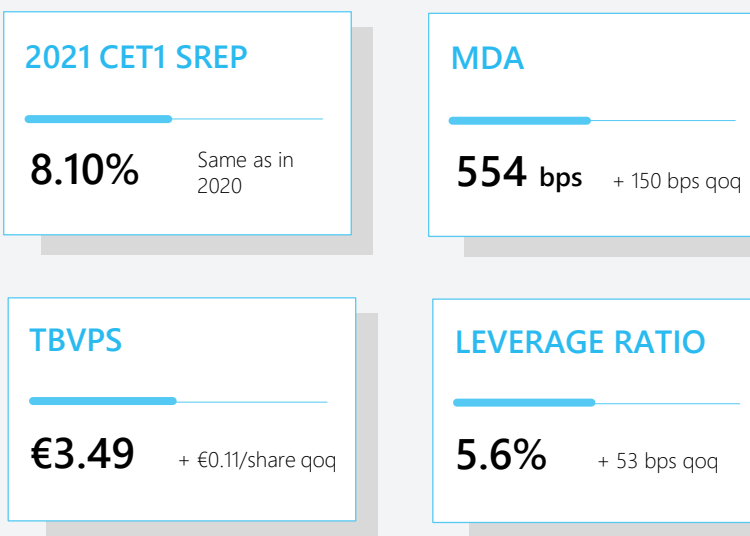 2021 CET1 SREP
8.10%
Same as in
2020
MDA
554 bps
+ 150 bps qoq
TBVPS
€3.49
+ €0.11/share qoq
LEVERAGE RATIO
5.6%
+ 53 bps qoq